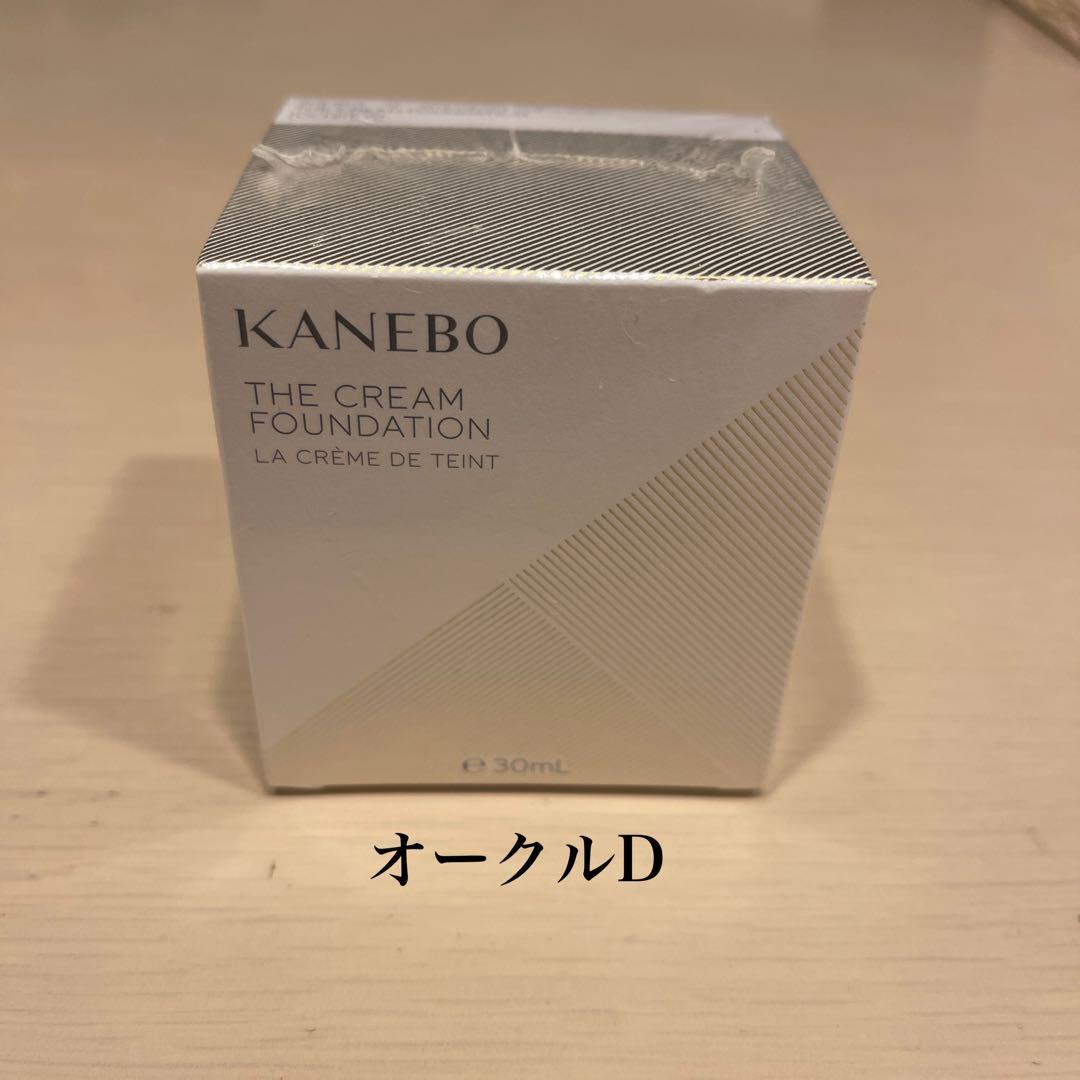 KANEBO
THE CREAM
FOUNDATION
LA CRÈME DE TEINT
e 30mL
オークルD